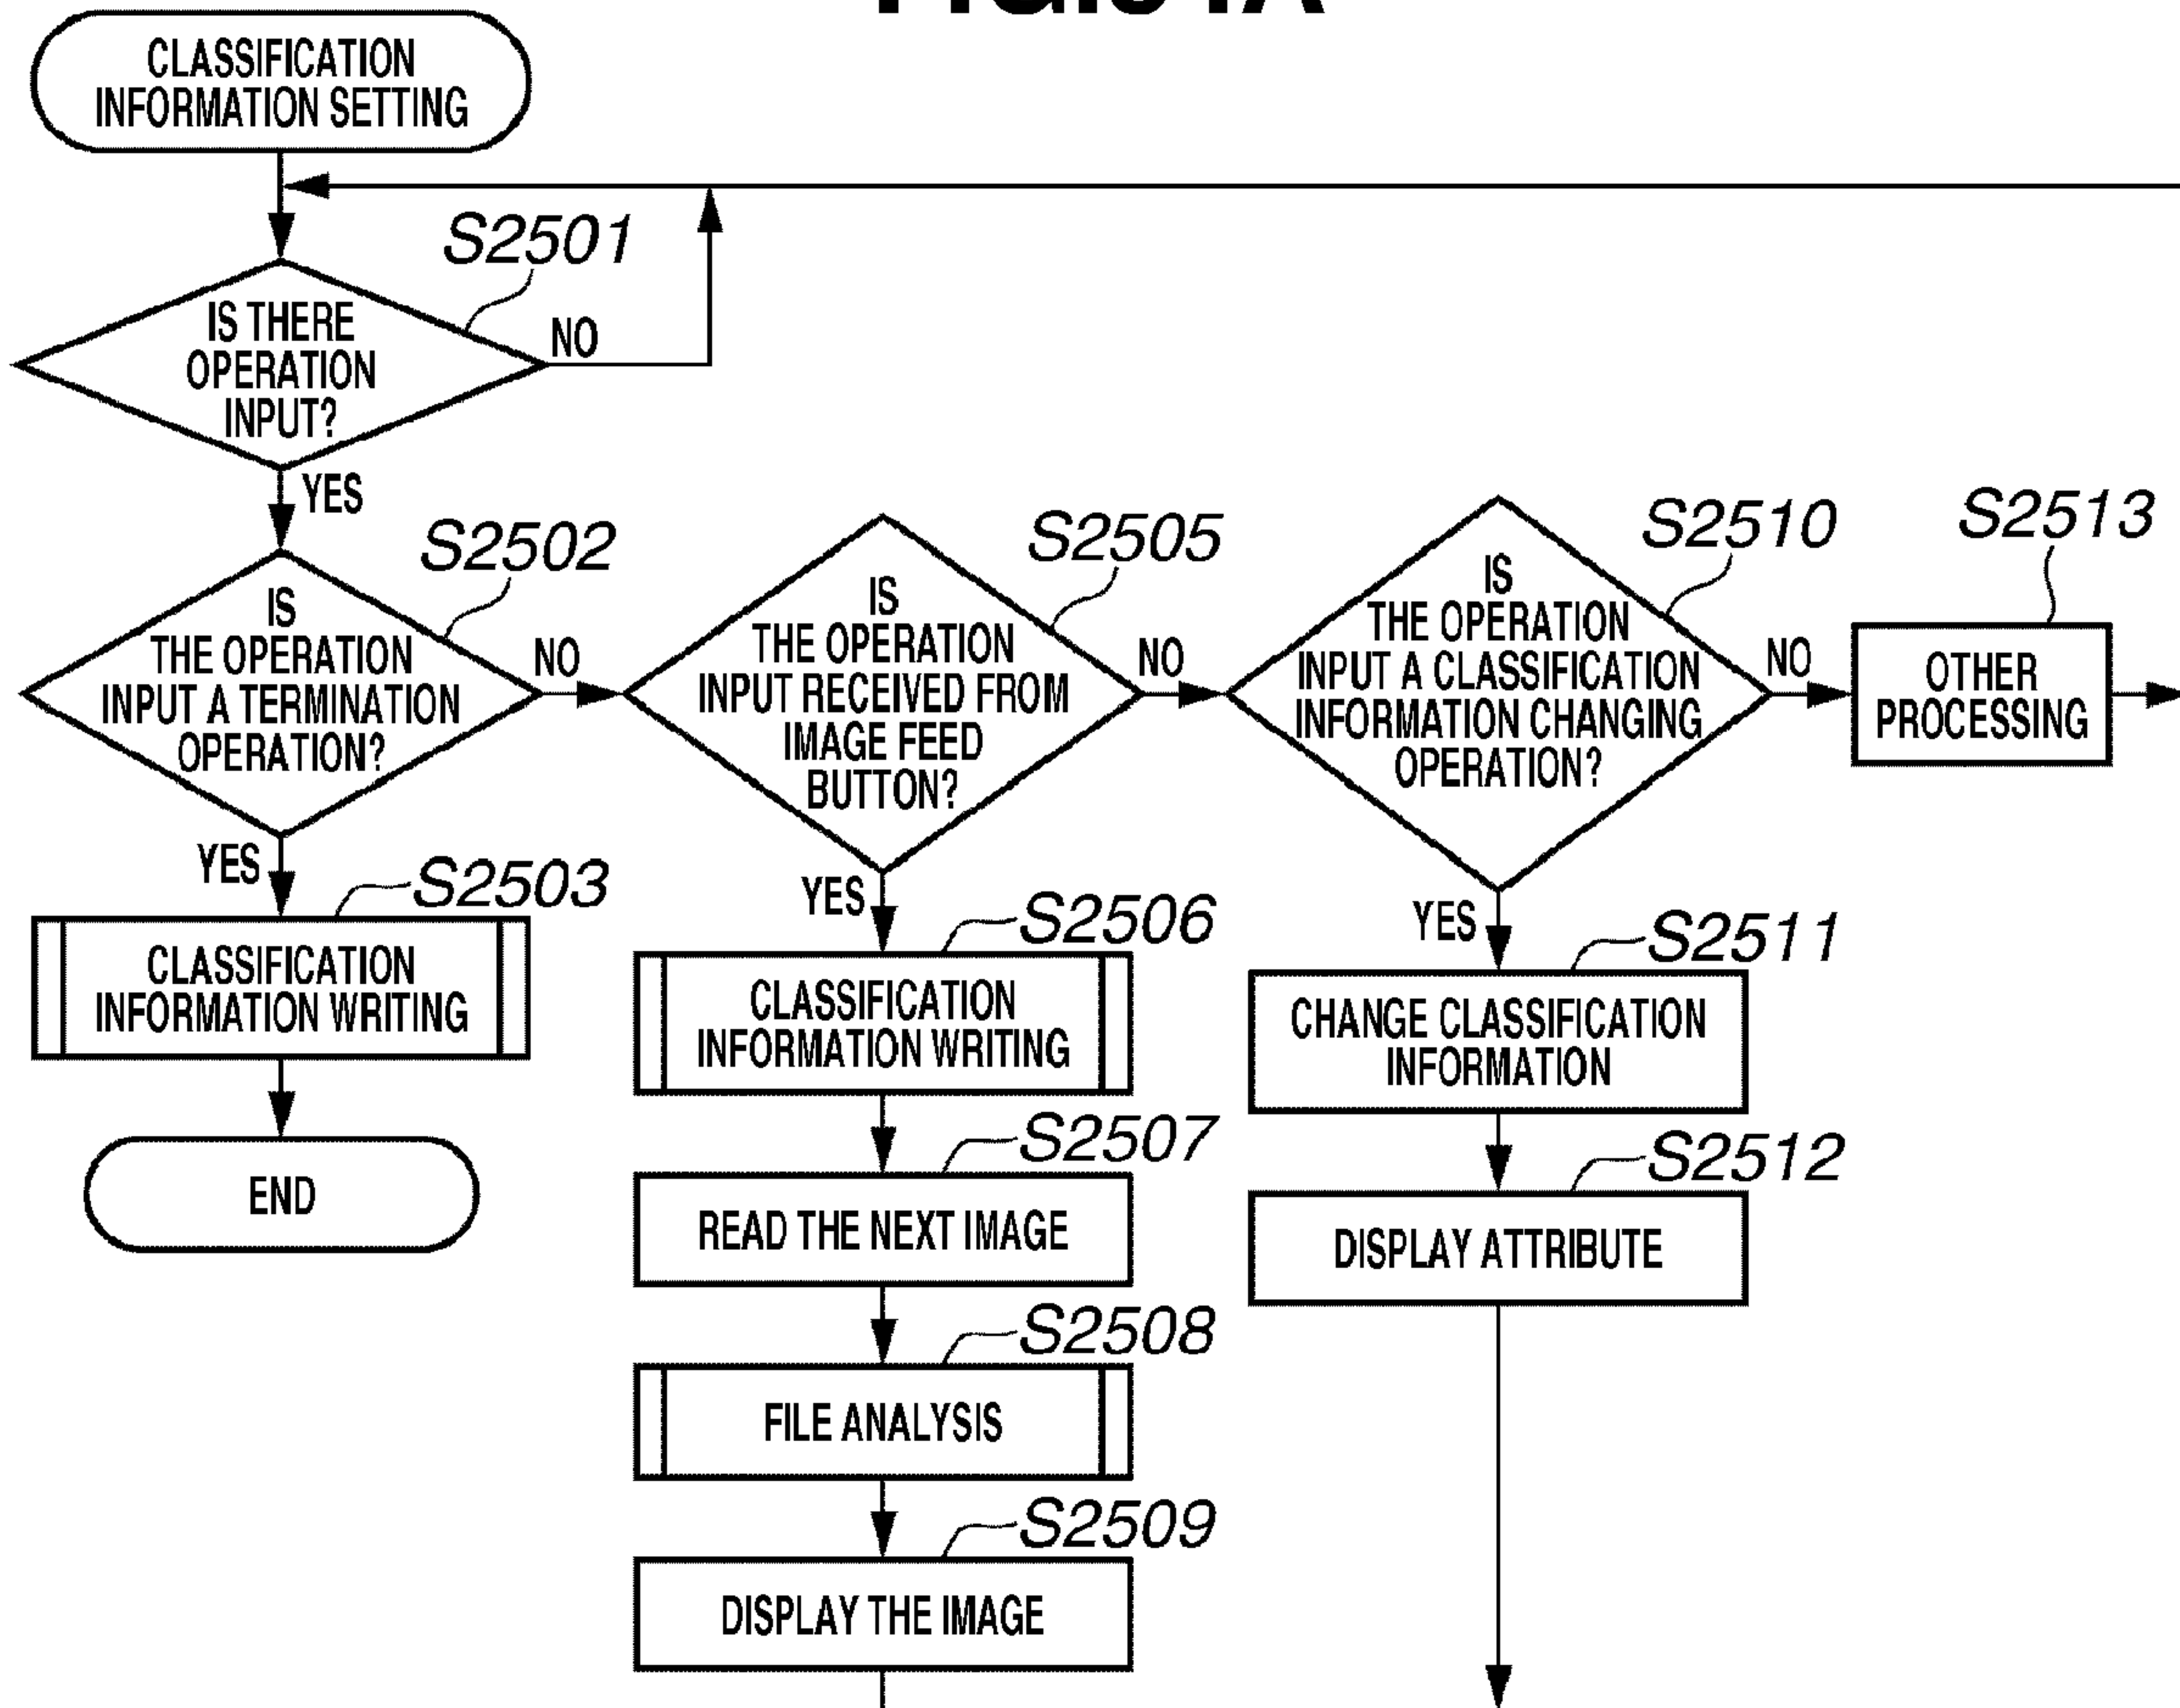 CLASSIFICATION
INFORMATION SETTING
S2501
IS THERE
OPERATION
INPUT?
NO
YES
S2502
IS
THE OPERATION
INPUT A TERMINATION
OPERATION?
NO
YES
S2503
CLASSIFICATION
INFORMATION WRITING
END
S2505
IS
THE OPERATION
INPUT RECEIVED FROM
IMAGE FEED
BUTTON?
NO
YES
S2506
CLASSIFICATION
INFORMATION WRITING
S2507
READ THE NEXT IMAGE
S2508
FILE ANALYSIS
S2509
DISPLAY THE IMAGE
S2510
IS
THE OPERATION
INPUT A CLASSIFICATION
INFORMATION CHANGING
OPERATION?
NO
YES
S2511
CHANGE CLASSIFICATION
INFORMATION
S2512
DISPLAY ATTRIBUTE
S2513
OTHER
PROCESSING